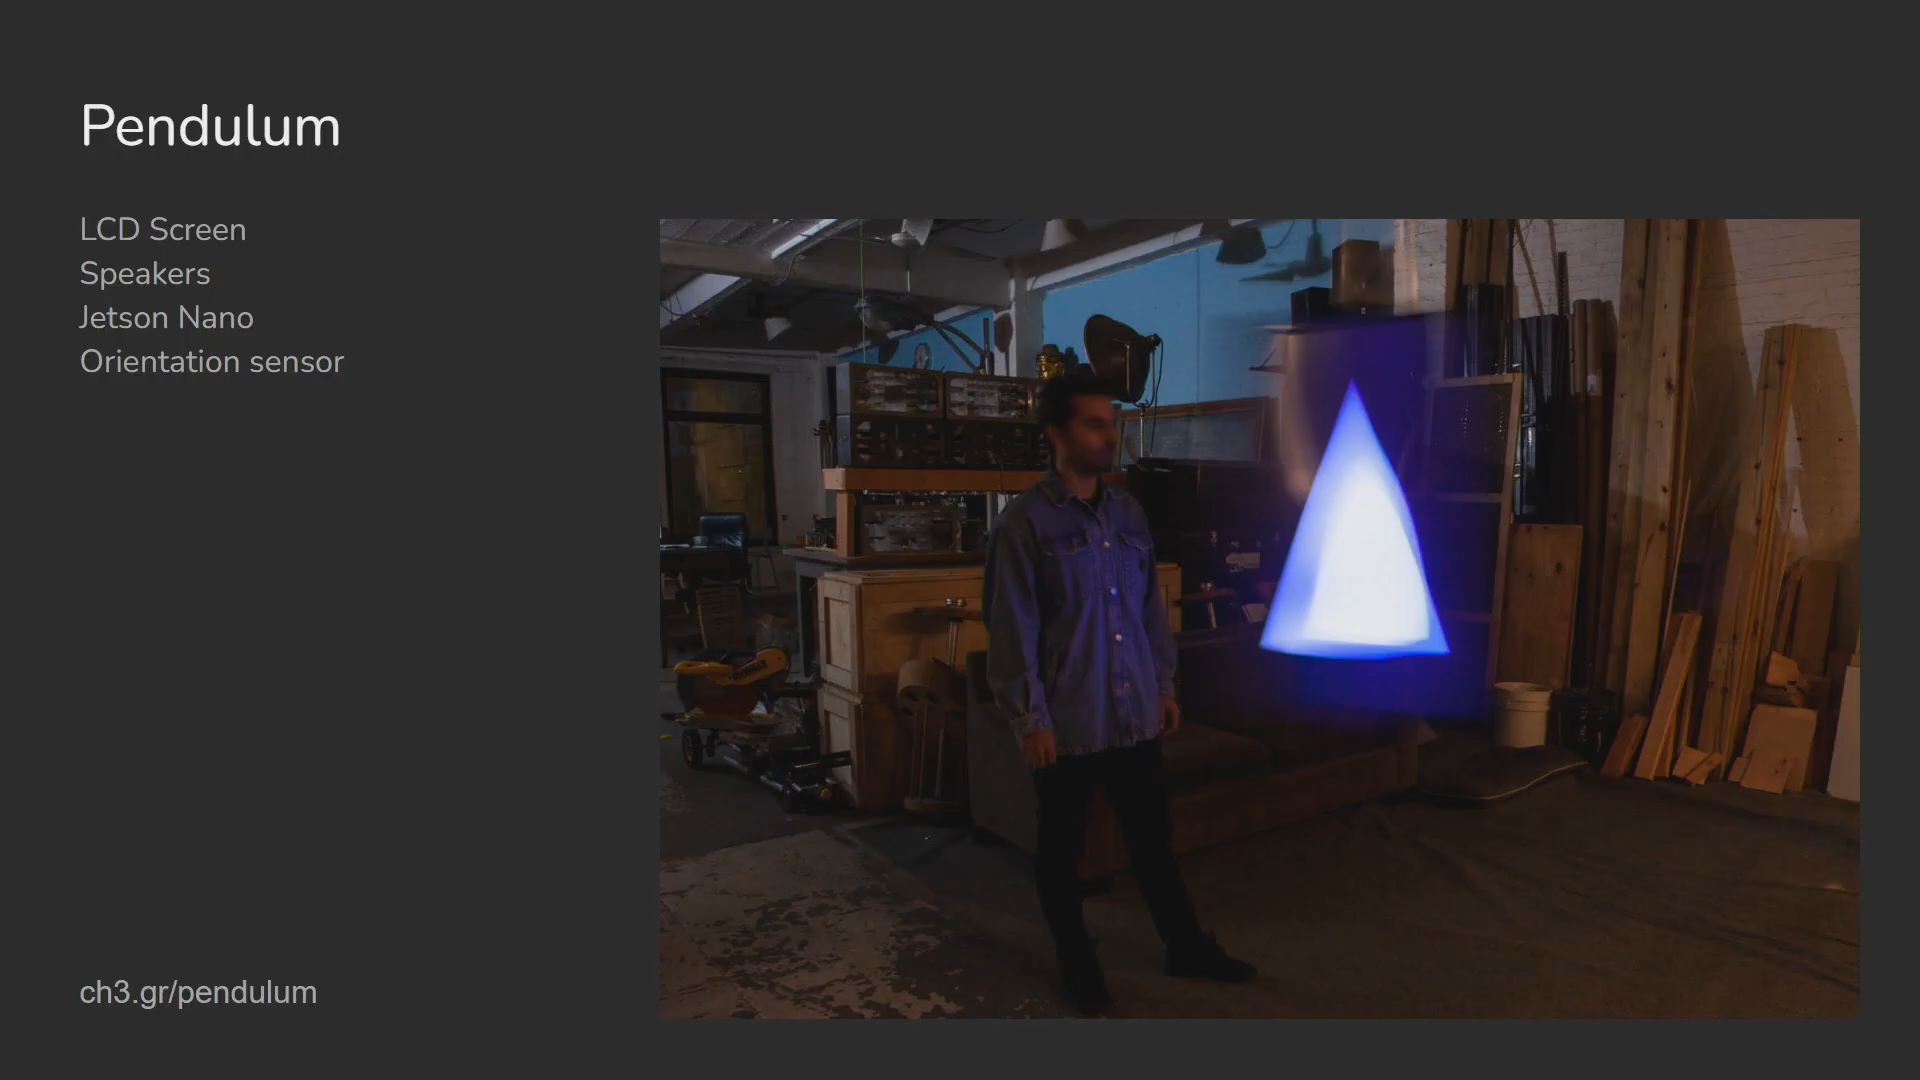 Pendulum
LCD Screen
Speakers
Jetson Nano
Orientation sensor
ch3.gr/pendulum